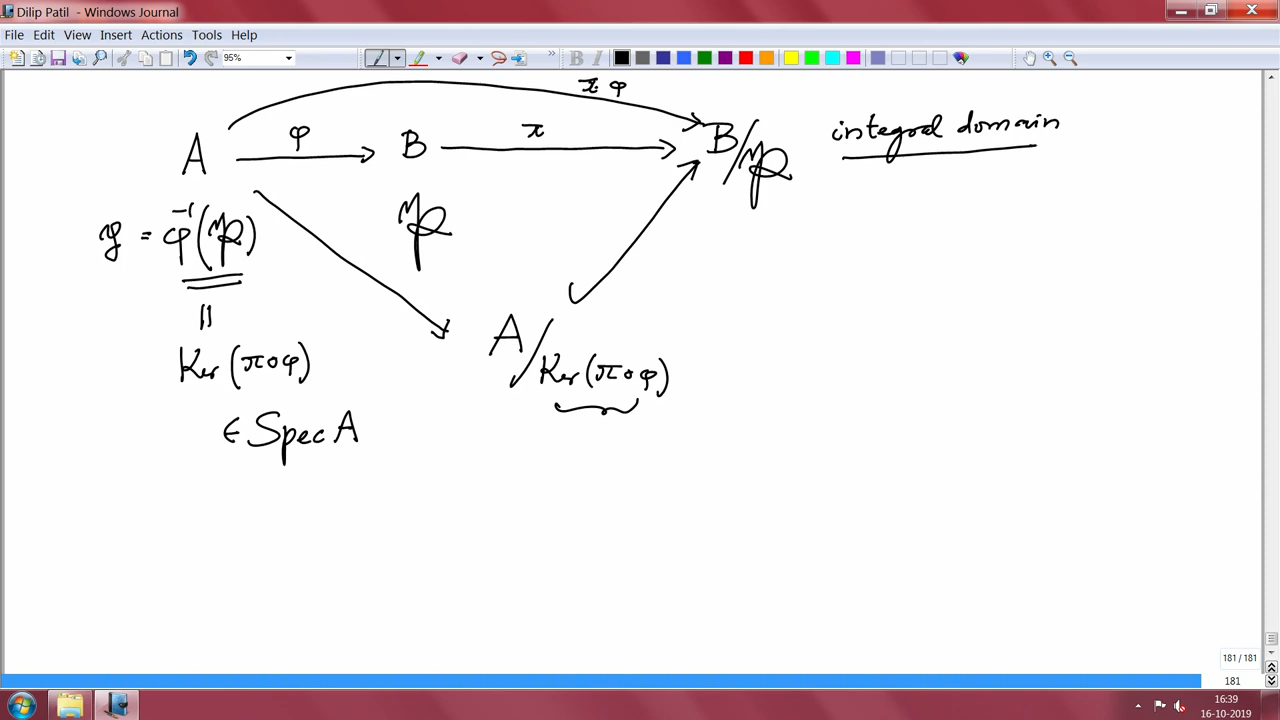 Dilip Patil - Windows Journal
File Edit View Insert Actions Tools Help
95%
π φ
A φ B π B/𝔓 integral domain
𝔮 = φ⁻¹(𝔓) 𝔓
||
A/Ker(π∘φ)
Ker(π∘φ)
∈ Spec A
181 / 181
181
16:39
16-10-2019